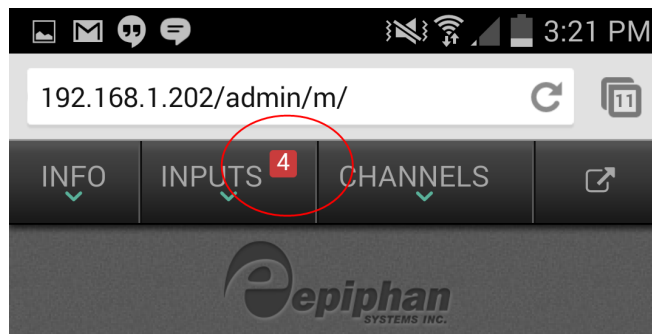 3:21 PM
192.168.1.202/admin/m/
11
INFO
INPUTS 4
CHANNELS
epiphan
SYSTEMS INC.